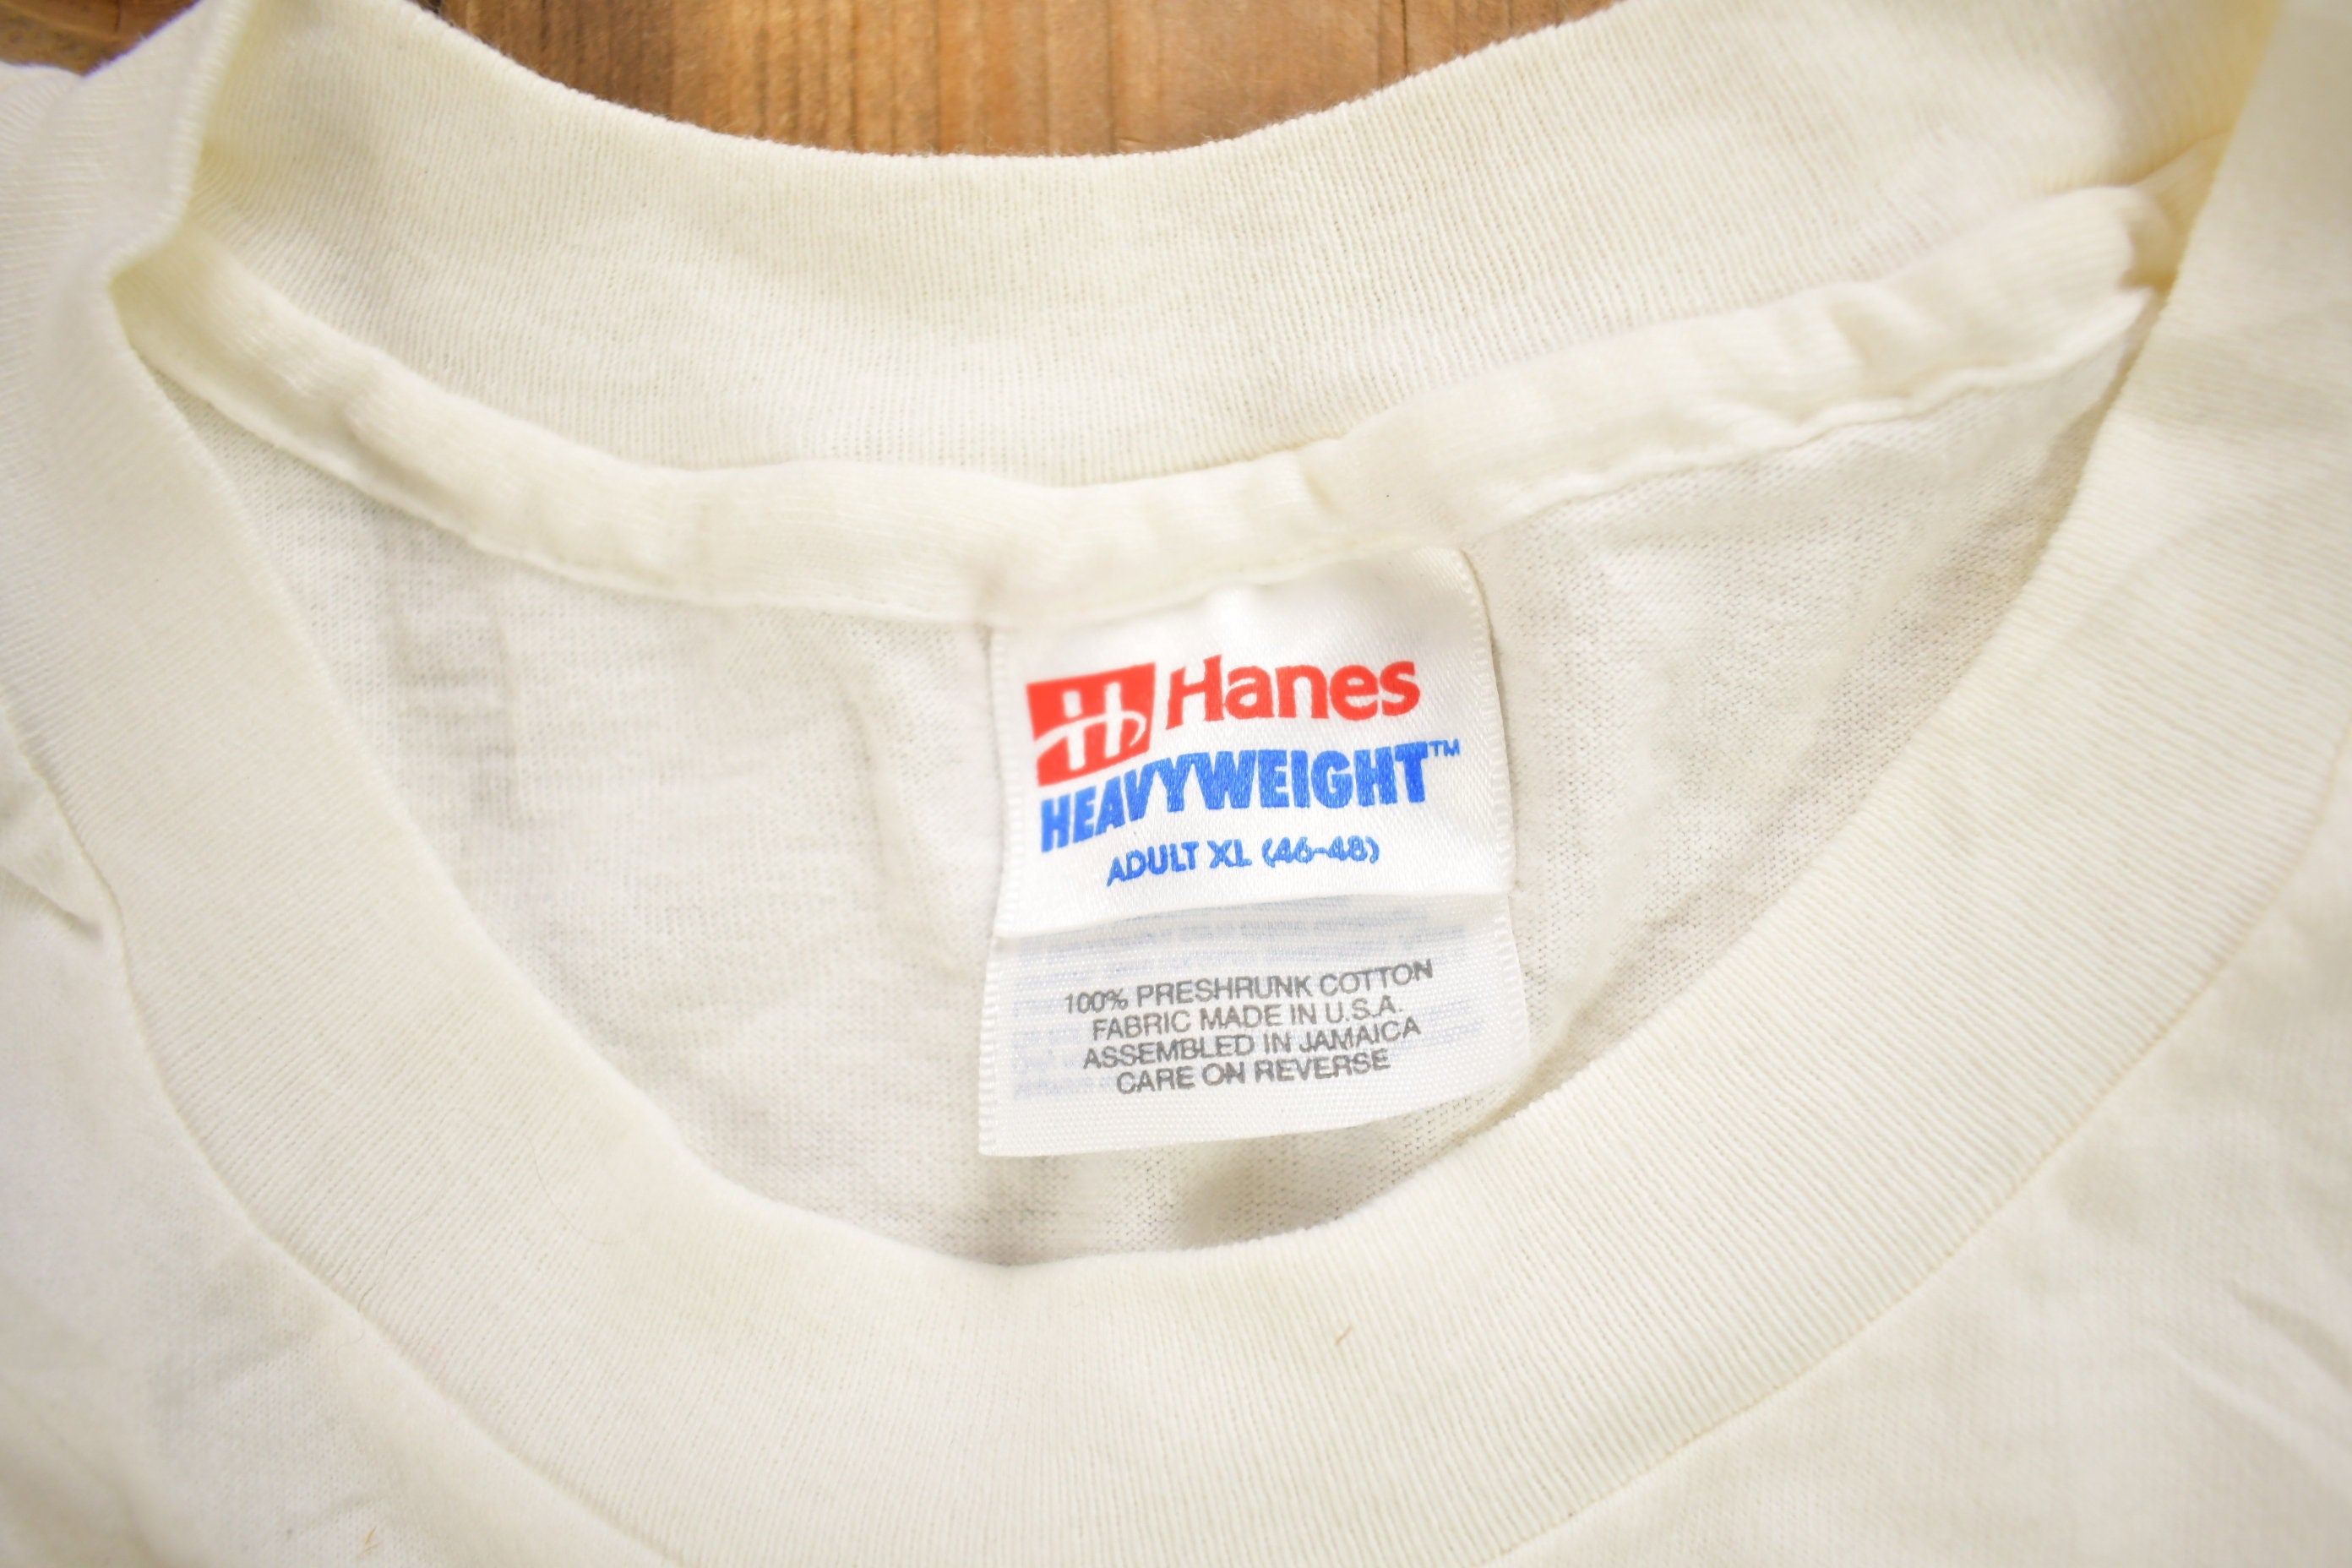 H Hanes
HEAVYWEIGHT™
ADULT XL (46-48)
100% PRESHRUNK COTTON
FABRIC MADE IN U.S.A.
ASSEMBLED IN JAMAICA
CARE ON REVERSE